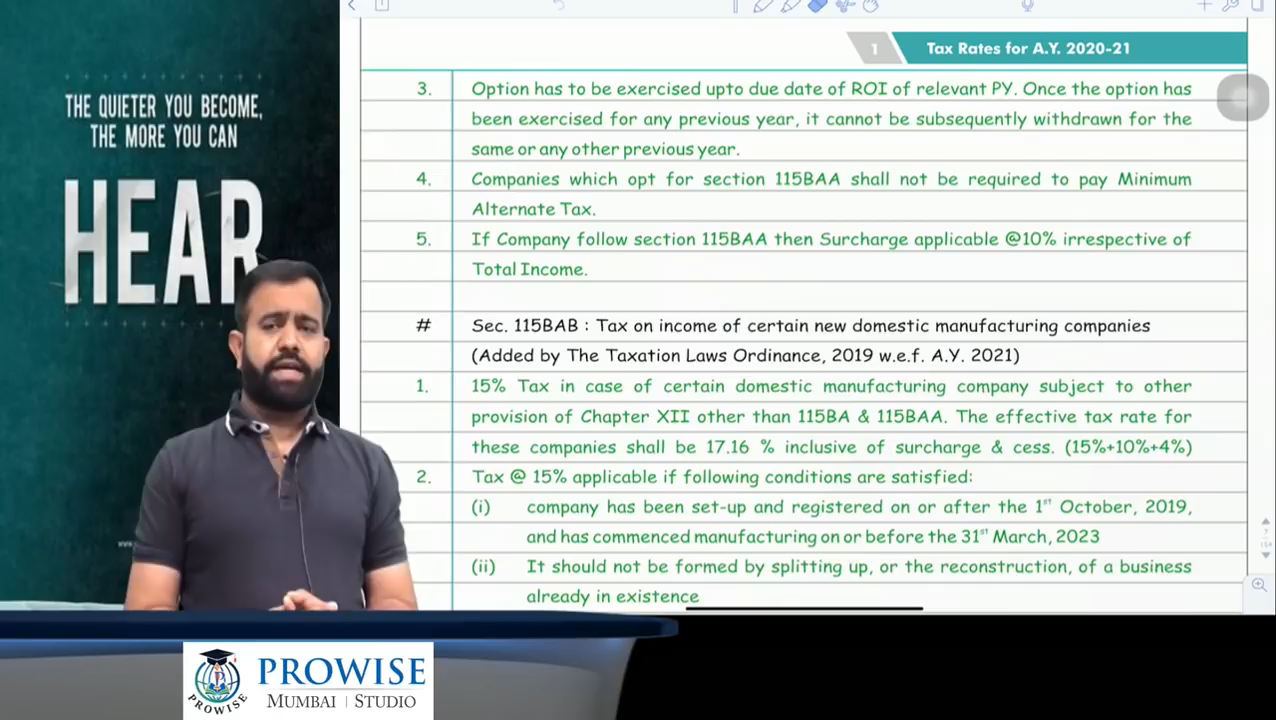 THE QUIETER YOU BECOME,
THE MORE YOU CAN
HEAR
1 Tax Rates for A.Y. 2020-21
3. Option has to be exercised upto due date of ROI of relevant PY. Once the option has
been exercised for any previous year, it cannot be subsequently withdrawn for the
same or any other previous year.
4. Companies which opt for section 115BAA shall not be required to pay Minimum
Alternate Tax.
5. If Company follow section 115BAA then Surcharge applicable @10% irrespective of
Total Income.
# Sec. 115BAB : Tax on income of certain new domestic manufacturing companies
(Added by The Taxation Laws Ordinance, 2019 w.e.f. A.Y. 2021)
1. 15% Tax in case of certain domestic manufacturing company subject to other
provision of Chapter XII other than 115BA & 115BAA. The effective tax rate for
these companies shall be 17.16 % inclusive of surcharge & cess. (15%+10%+4%)
2. Tax @ 15% applicable if following conditions are satisfied:
(i) company has been set-up and registered on or after the 1st October, 2019,
and has commenced manufacturing on or before the 31st March, 2023
(ii) It should not be formed by splitting up, or the reconstruction, of a business
already in existence
PROWISE
PROWISE
MUMBAI | STUDIO